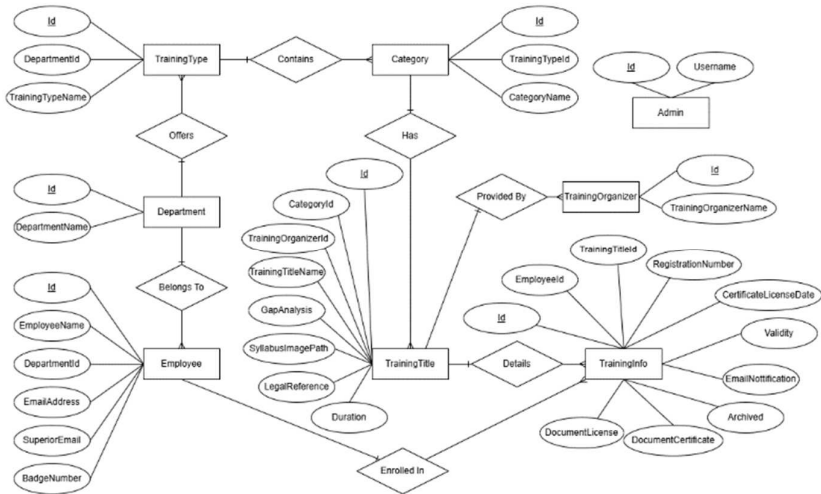 Id
DepartmentId
TrainingTypeName
TrainingType
Contains
Category
Id
TrainingTypeId
CategoryName
Id
Username
Admin
Offers
Has
Id
DepartmentName
Department
Id
CategoryId
TrainingOrganizerId
TrainingTitleName
GapAnalysis
SyllabusImagePath
LegalReference
Duration
Provided By
TrainingOrganizer
Id
TrainingOrganizerName
Belongs To
Id
EmployeeName
DepartmentId
EmailAddress
SuperiorEmail
BadgeNumber
Employee
TrainingTitle
Details
TrainingInfo
Id
EmployeeId
TrainingTitleId
RegistrationNumber
CertificateLicenseDate
Validity
EmailNottification
Archived
DocumentCertificate
DocumentLicense
Enrolled In